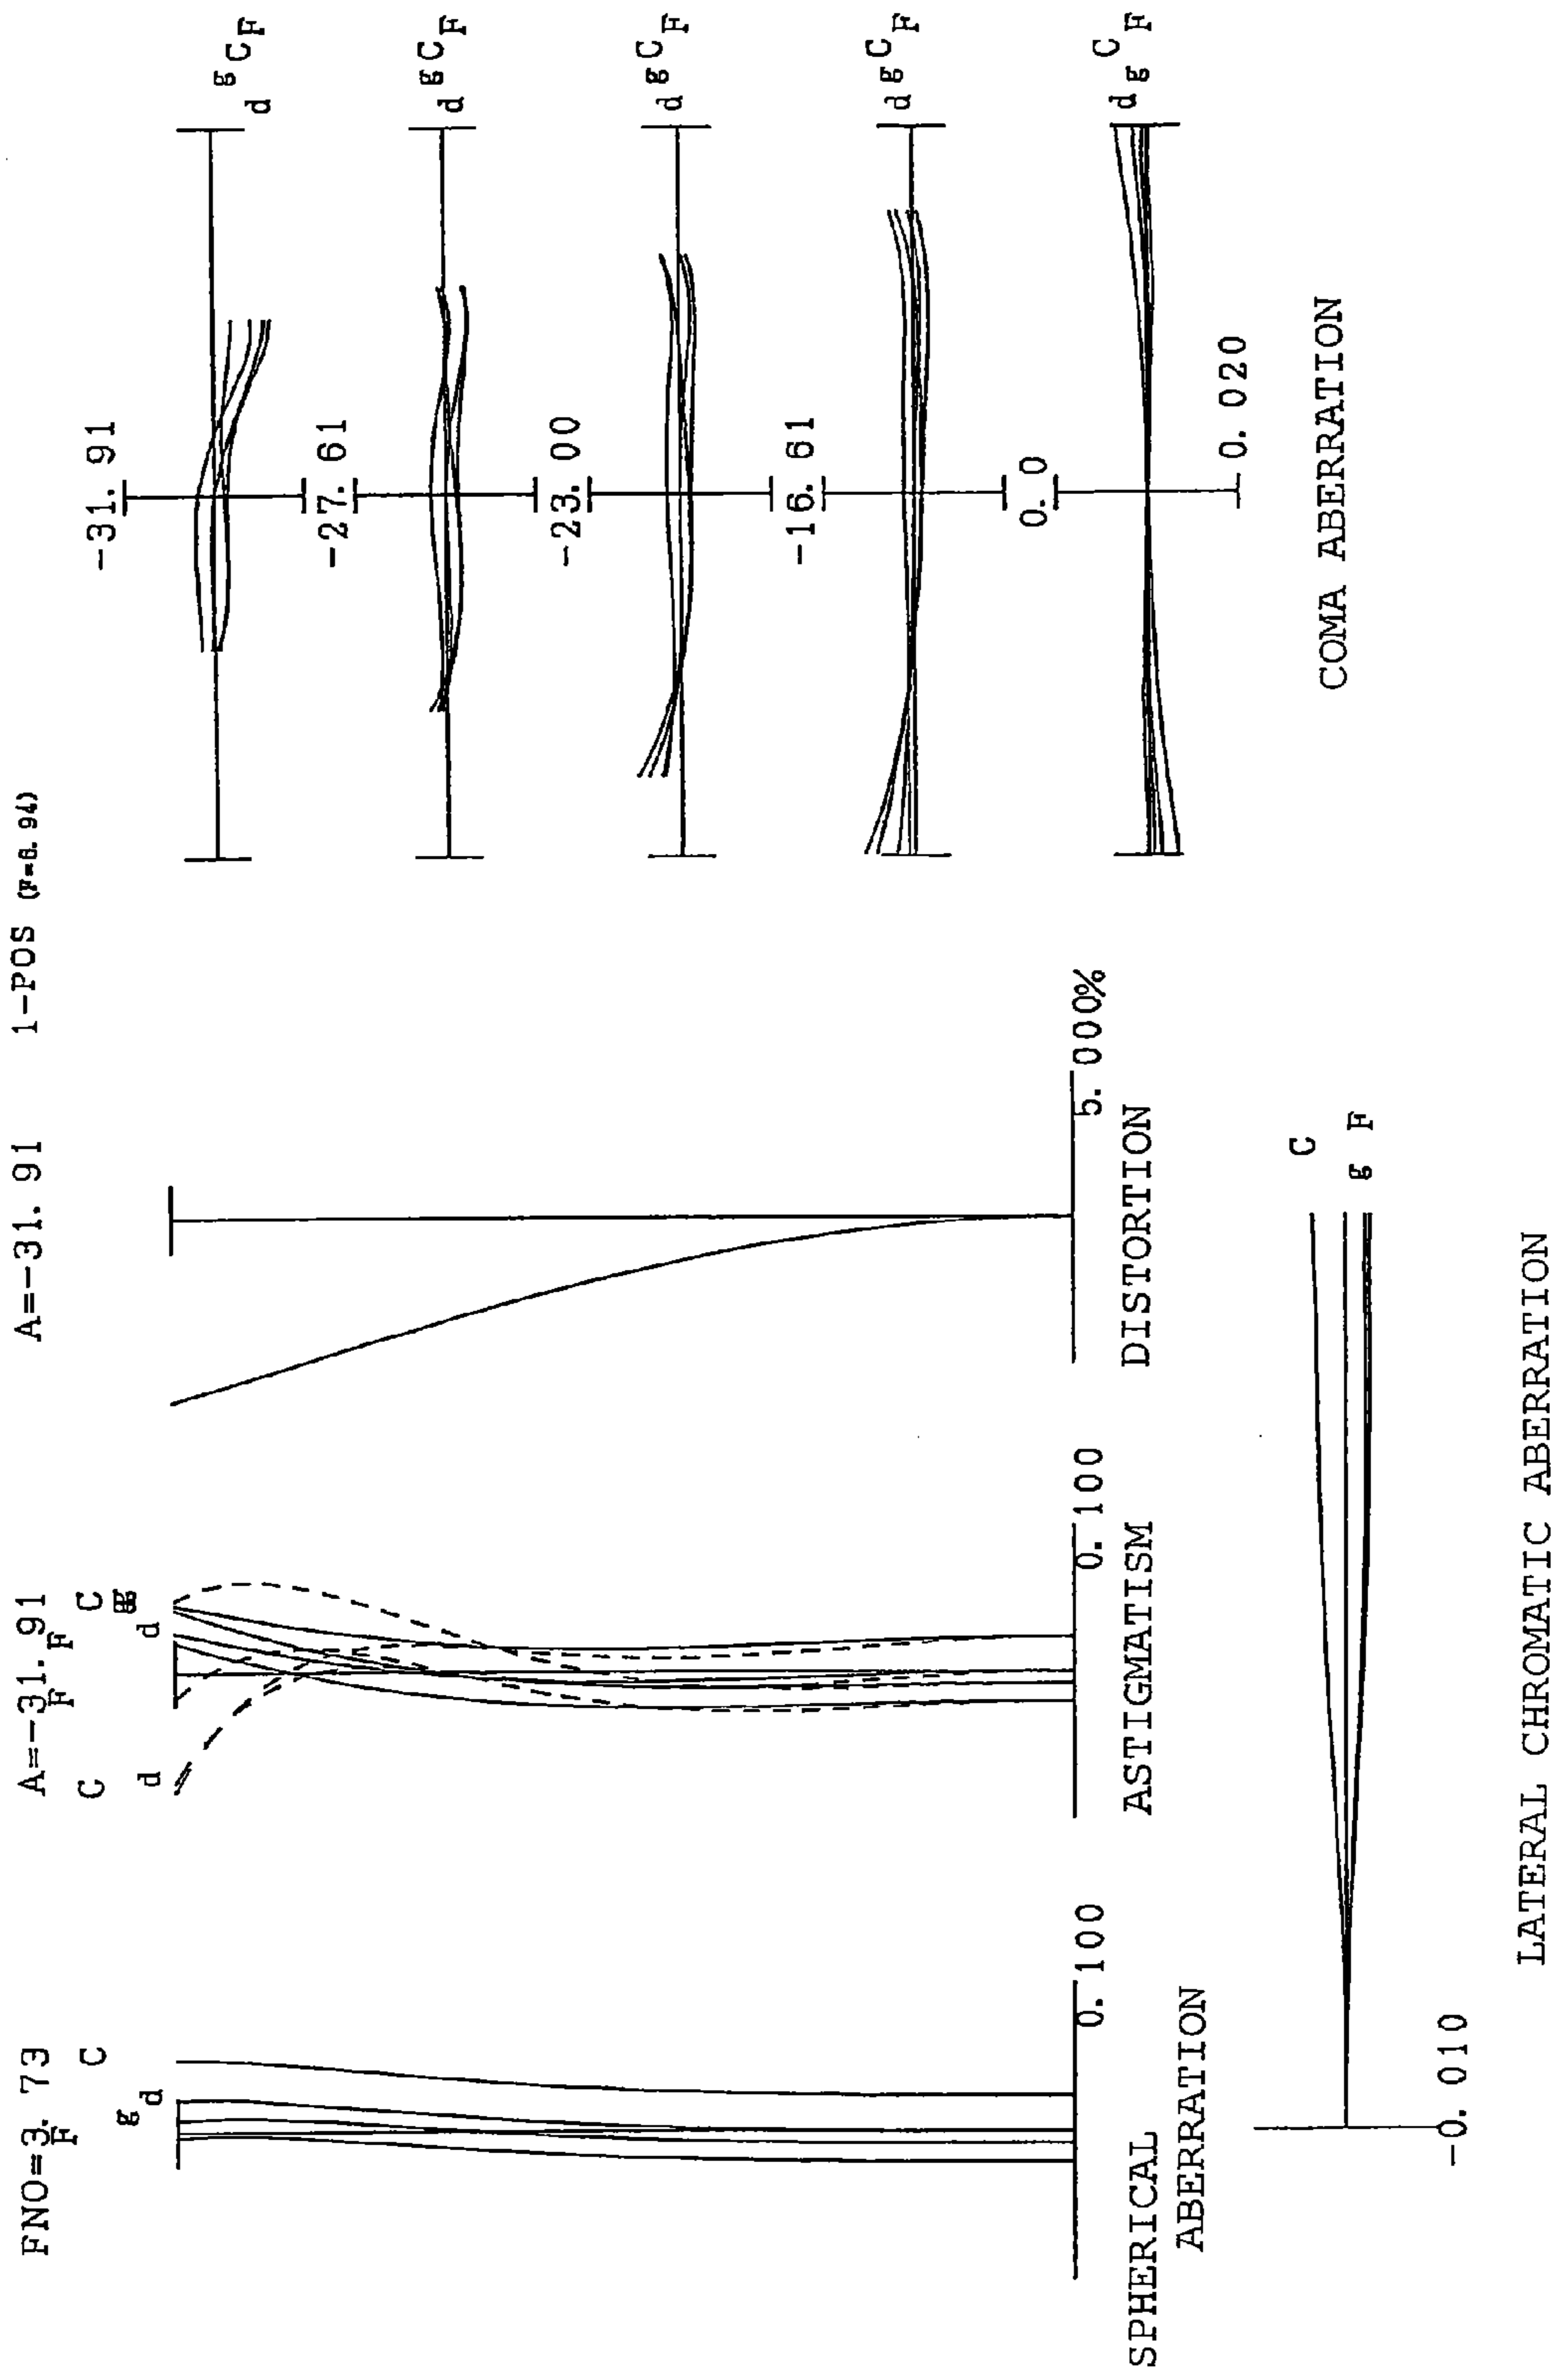 FNO=3. 73
F
C
g
d
SPHERICAL
ABERRATION
0. 100
A=-31. 91
F
F
C
C
d
d
ASTIGMATISM
0. 100
A=-31. 91
DISTORTION
5. 000%
1-POS
-31. 91
d
g
C
F
-27. 61
d
g
C
F
-23. 00
d
g
C
F
-16. 61
d
g
C
F
0. 0
d
g
C
F
0. 020
COMA ABERRATION
C
g
F
-0. 010
LATERAL CHROMATIC ABERRATION